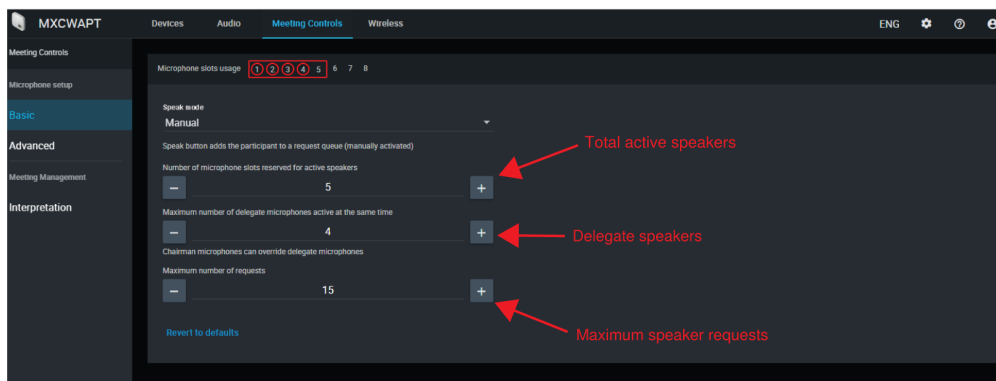 MXCWAPT Devices Audio Meeting Controls Wireless ENG
Meeting Controls
Microphone slots usage 1 2 3 4 5 6 7 8
Microphone setup
Basic
Advanced
Meeting Management
Interpretation
Speak mode
Manual
Speak button adds the participant to a request queue (manually activated)
Total active speakers
Number of microphone slots reserved for active speakers
− 5 +
Maximum number of delegate microphones active at the same time
− 4 +
Delegate speakers
Chairman microphones can override delegate microphones
Maximum number of requests
− 15 +
Maximum speaker requests
Revert to defaults